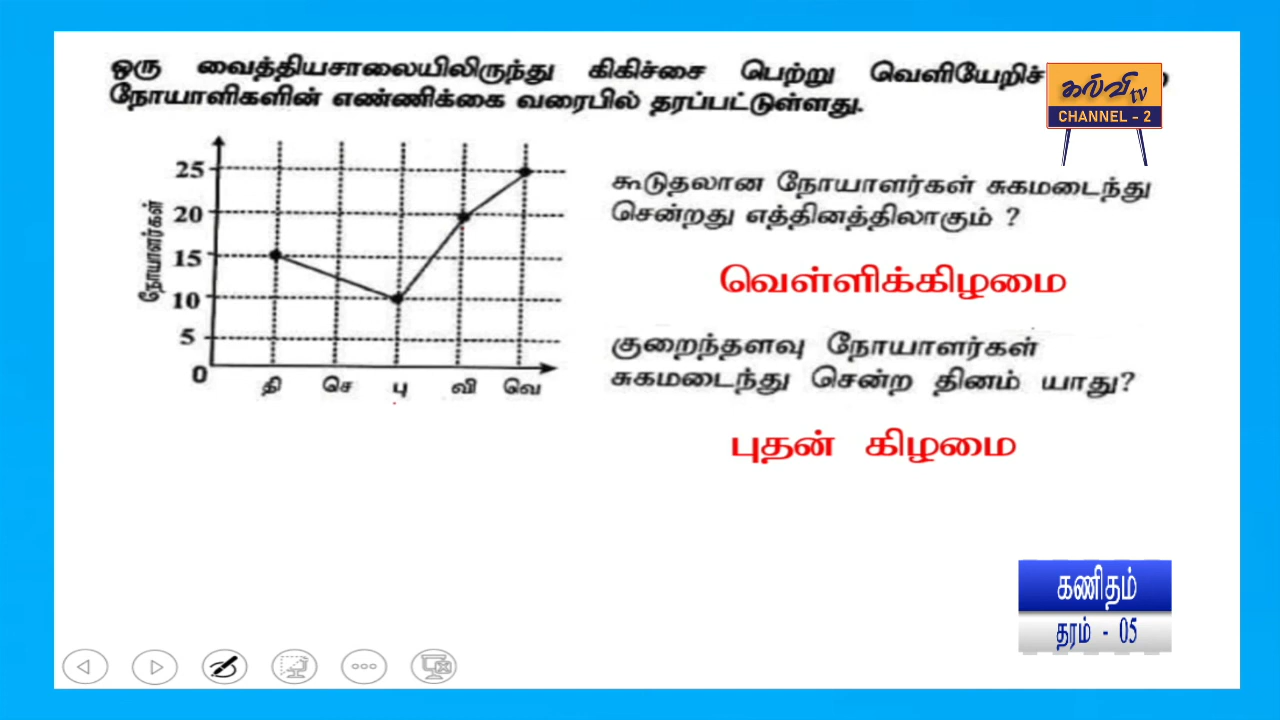 ஒரு வைத்தியசாலையிலிருந்து கிகிச்சை பெற்று வெளியேறிச்
நோயாளிகளின் எண்ணிக்கை வரைபில் தரப்பட்டுள்ளது.
கல்வி tv
CHANNEL - 2
நோயாளர்கள்
25
20
15
10
5
0
தி செ பு வி வெ
கூடுதலான நோயாளர்கள் சுகமடைந்து
சென்றது எத்தினத்திலாகும் ?
வெள்ளிக்கிழமை
குறைந்தளவு நோயாளர்கள்
சுகமடைந்து சென்ற தினம் யாது?
புதன் கிழமை
கணிதம்
தரம் - 05